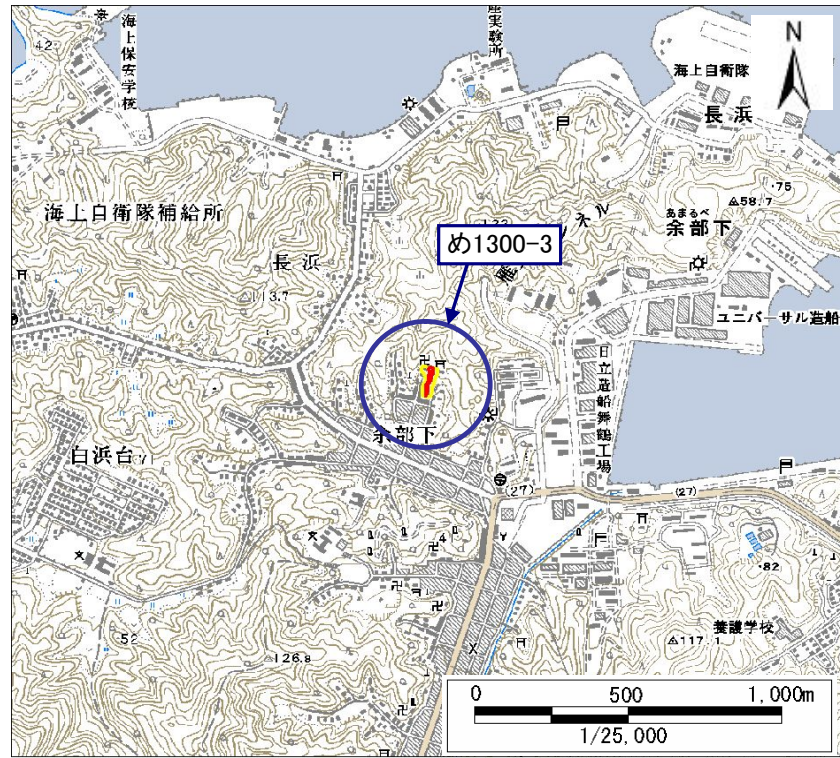 42
海上保安学校
産実験所
N
海上自衛隊
長浜
・75
△58.7
あまるべ
余部下
海上自衛隊補給所
長浜
め1300-3
△113.7
ユニバーサル造船
日立造船舞鶴工場
余部下
白浜台
(27)
(27)
・82
養護学校
52
△126.8
△117.1
0 500 1,000m
1/25,000